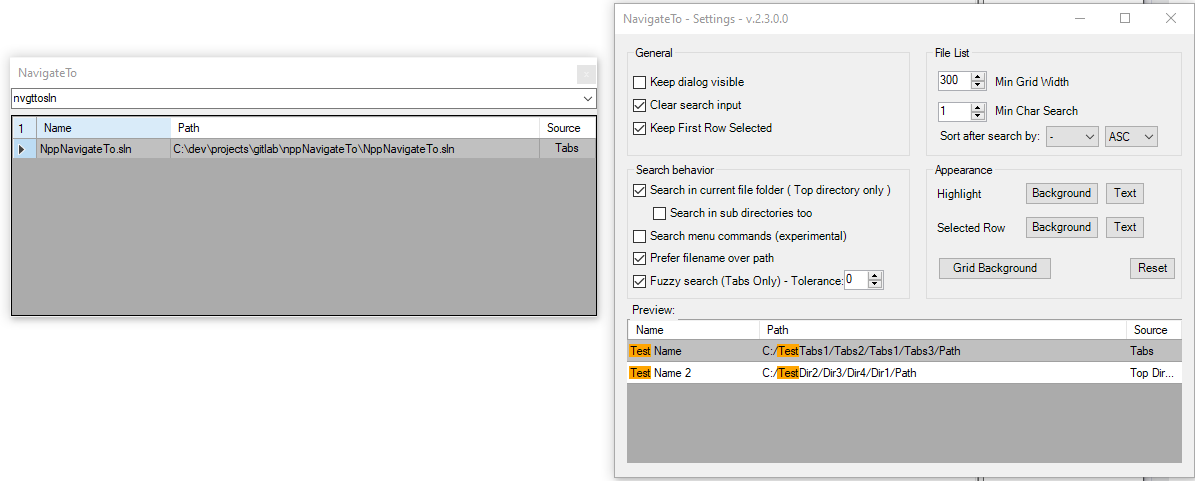 NavigateTo
x
nvgttosln
1 Name Path Source
NppNavigateTo.sln C:\dev\projects\gitlab\nppNavigateTo\NppNavigateTo.sln Tabs
NavigateTo - Settings - v.2.3.0.0
General
Keep dialog visible
Clear search input
Keep First Row Selected
File List
300 Min Grid Width
1 Min Char Search
Sort after search by: - ASC
Search behavior
Search in current file folder ( Top directory only )
Search in sub directories too
Search menu commands (experimental)
Prefer filename over path
Fuzzy search (Tabs Only) - Tolerance: 0
Appearance
Highlight Background Text
Selected Row Background Text
Grid Background Reset
Preview:
Name Path Source
Test Name C:/TestTabs1/Tabs2/Tabs1/Tabs3/Path Tabs
Test Name 2 C:/TestDir2/Dir3/Dir4/Dir1/Path Top Dir...